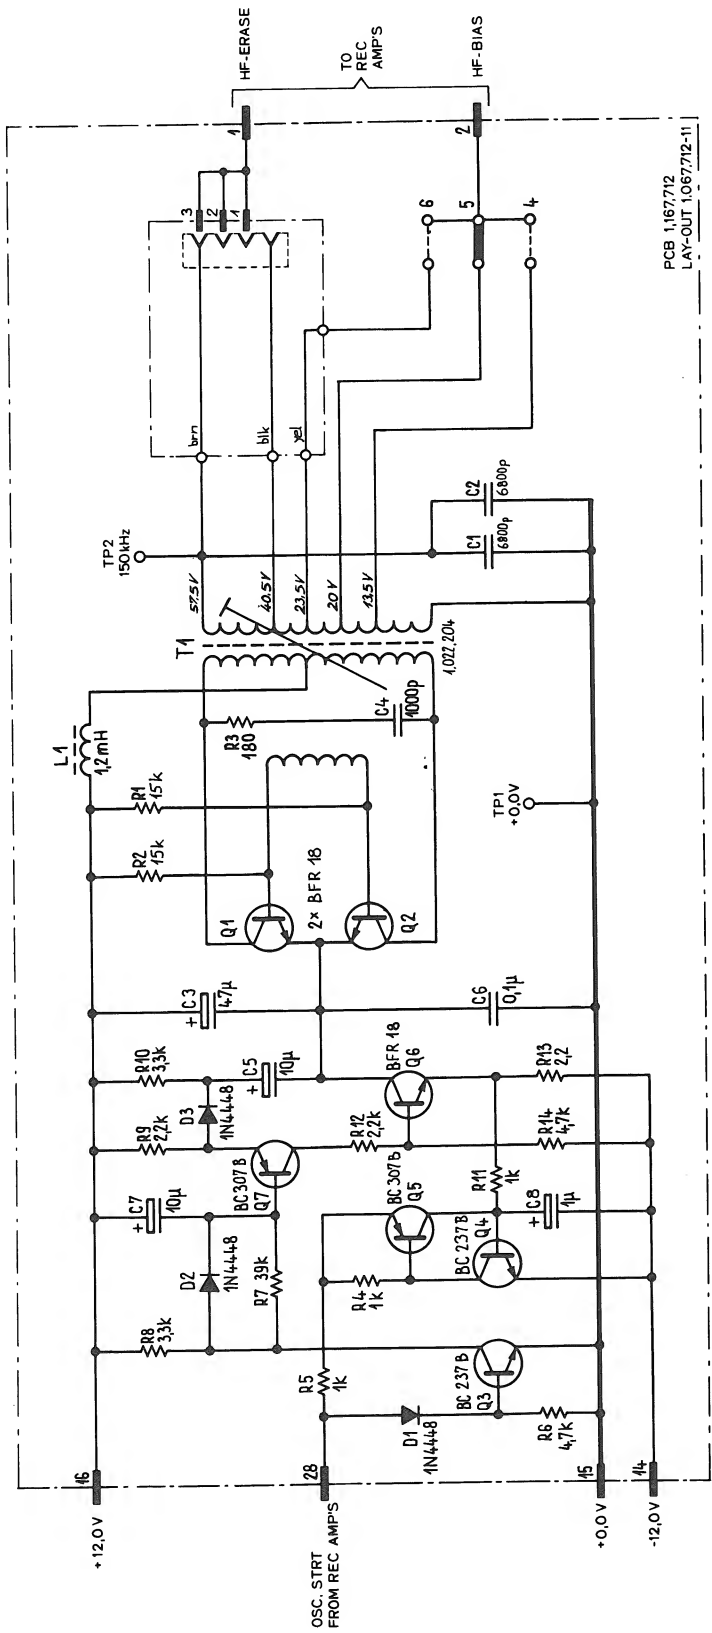 +12,0V
16
OSC. STRT
FROM REC AMP'S
28
+0,0V
15
-12,0V
14
R8
3,3k
D2
1N4448
R7 39k
R5
1k
D1
1N4448
BC 237 B
Q3
R6
4,7k
C7
+
10µ
R9
2,2k
D3
1N4448
BC307B
Q7
R4
1k
BC 307B
Q5
BC 237 B
Q4
R11
1k
C8
+
1µ
R10
3,3k
C5
+
10µ
R12
2,2k
BFR 18
Q6
R14
4,7k
R13
2,2
C3
+
47µ
C6
0,1µ
Q1
2x BFR 18
Q2
R2
15k
R1
15k
L1
1,2mH
TP1
+0,0V
R3
180
C4
1000p
T1
1.022.204
57,5V
40,5V
23,5V
20V
13,5V
TP2
150kHz
C1
6800p
C2
6800p
brn
blk
yel
3
2
1
6
5
4
1
HF-ERASE
TO
REC
AMP'S
2
HF-BIAS
PCB 1,167,712
LAY-OUT 1.067.712-11